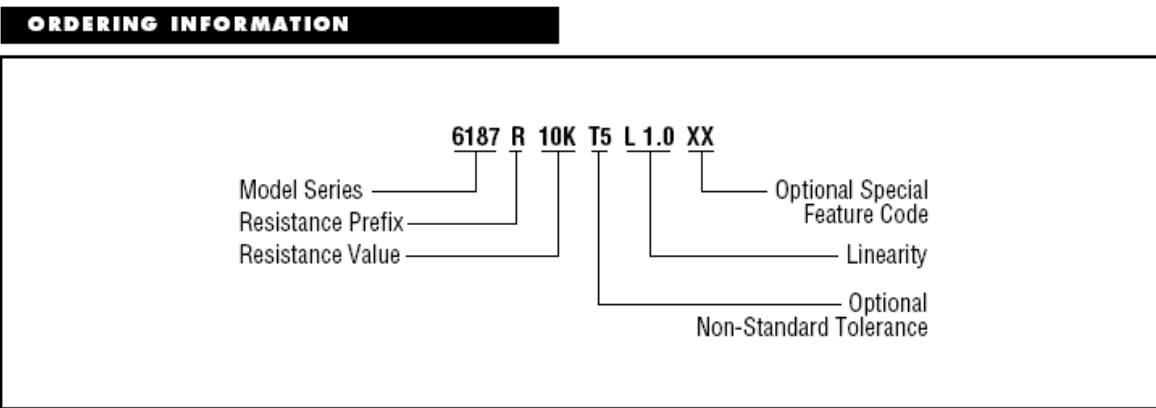 ORDERING INFORMATION
6187 R 10K T5 L 1.0 XX
Model Series
Resistance Prefix
Resistance Value
Optional Special
Feature Code
Linearity
Optional
Non-Standard Tolerance